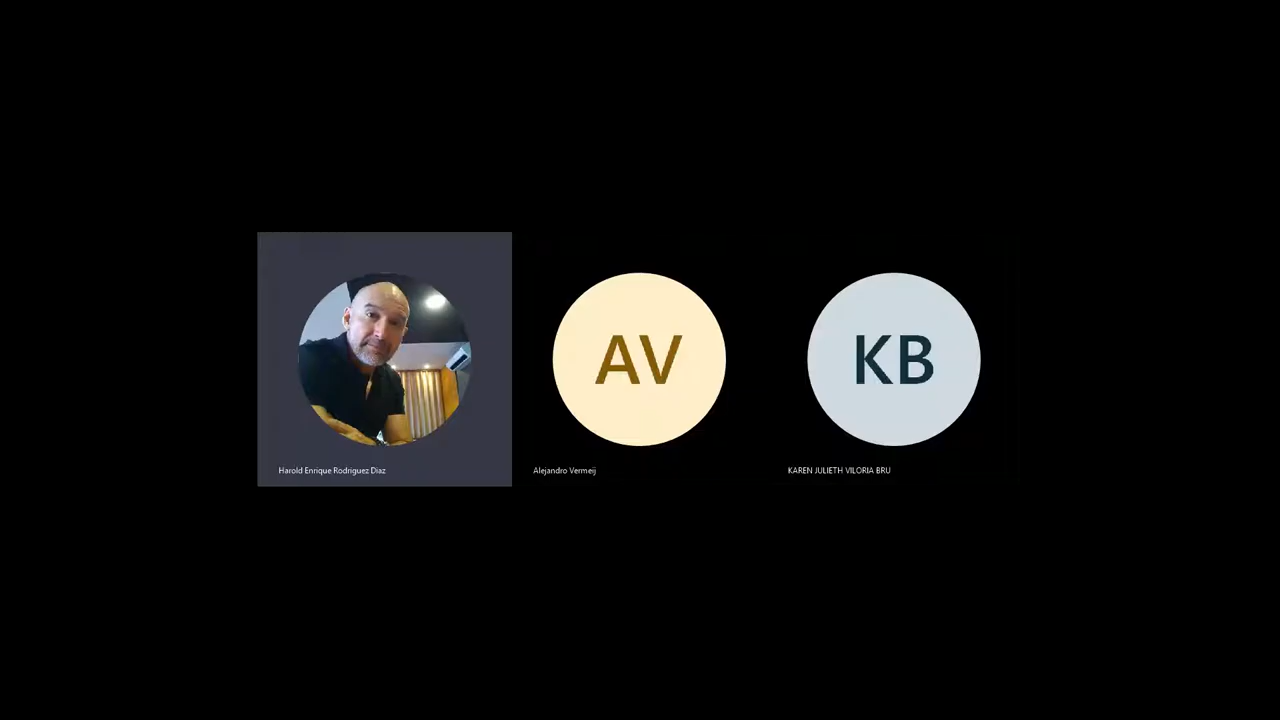 AV
KB
Harold Enrique Rodriguez Diaz
Alejandro Vermeij
KAREN JULIETH VILORIA BRU